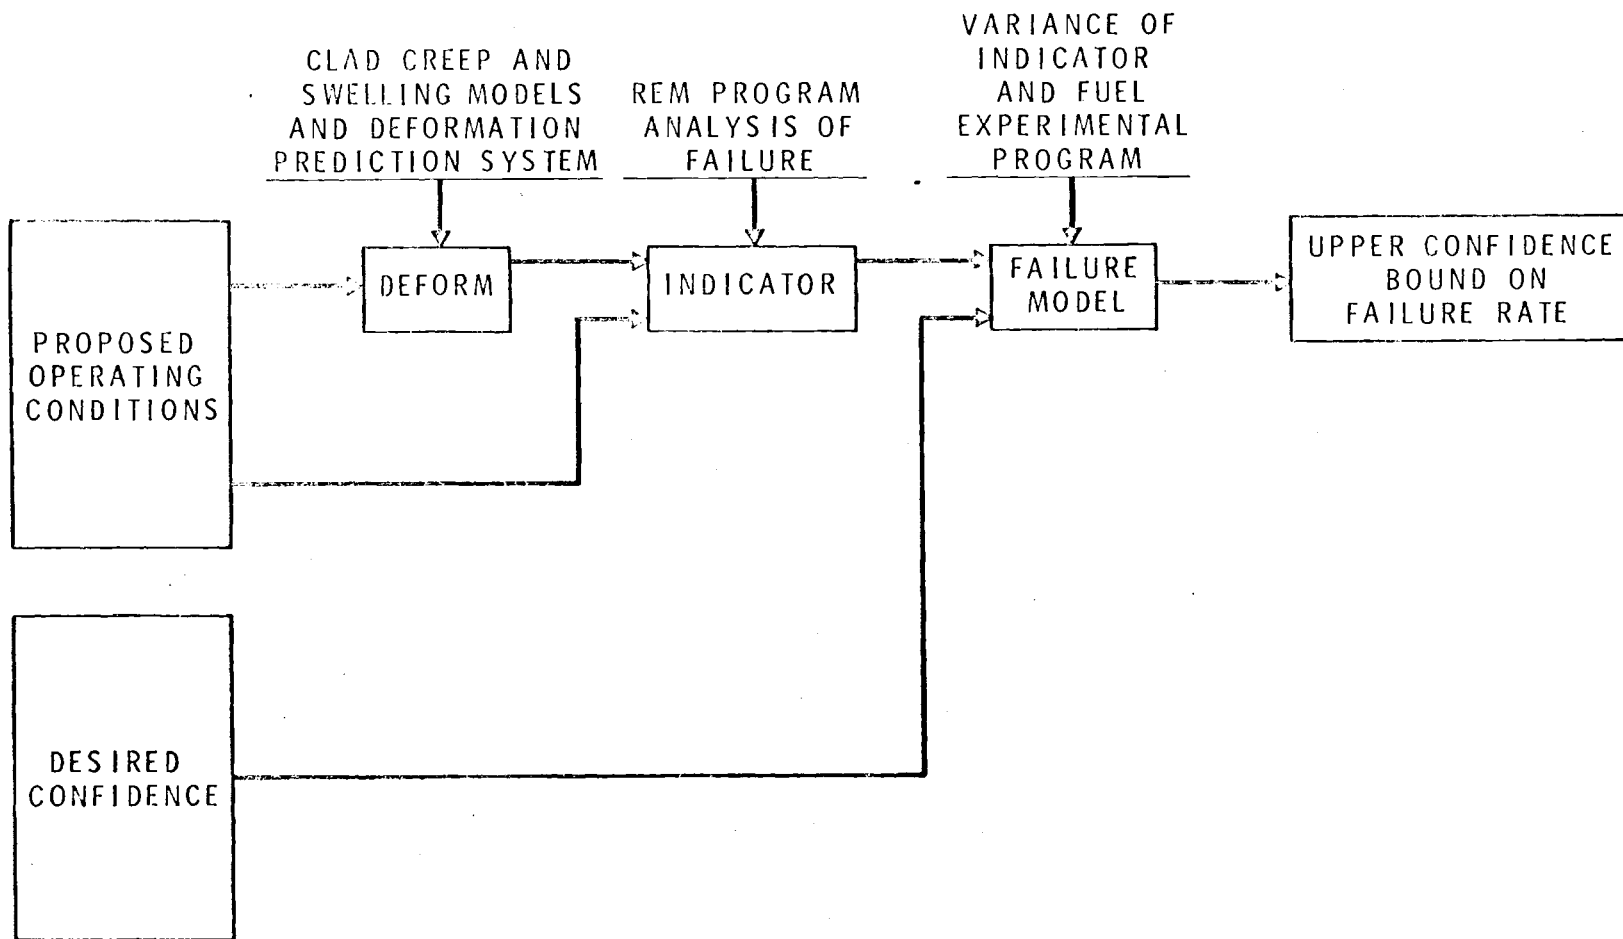 CLAD CREEP AND
SWELLING MODELS
AND DEFORMATION
PREDICTION SYSTEM
REM PROGRAM
ANALYSIS OF
FAILURE
VARIANCE OF
INDICATOR
AND FUEL
EXPERIMENTAL
PROGRAM
PROPOSED
OPERATING
CONDITIONS
DEFORM
INDICATOR
FAILURE
MODEL
UPPER CONFIDENCE
BOUND ON
FAILURE RATE
DESIRED
CONFIDENCE